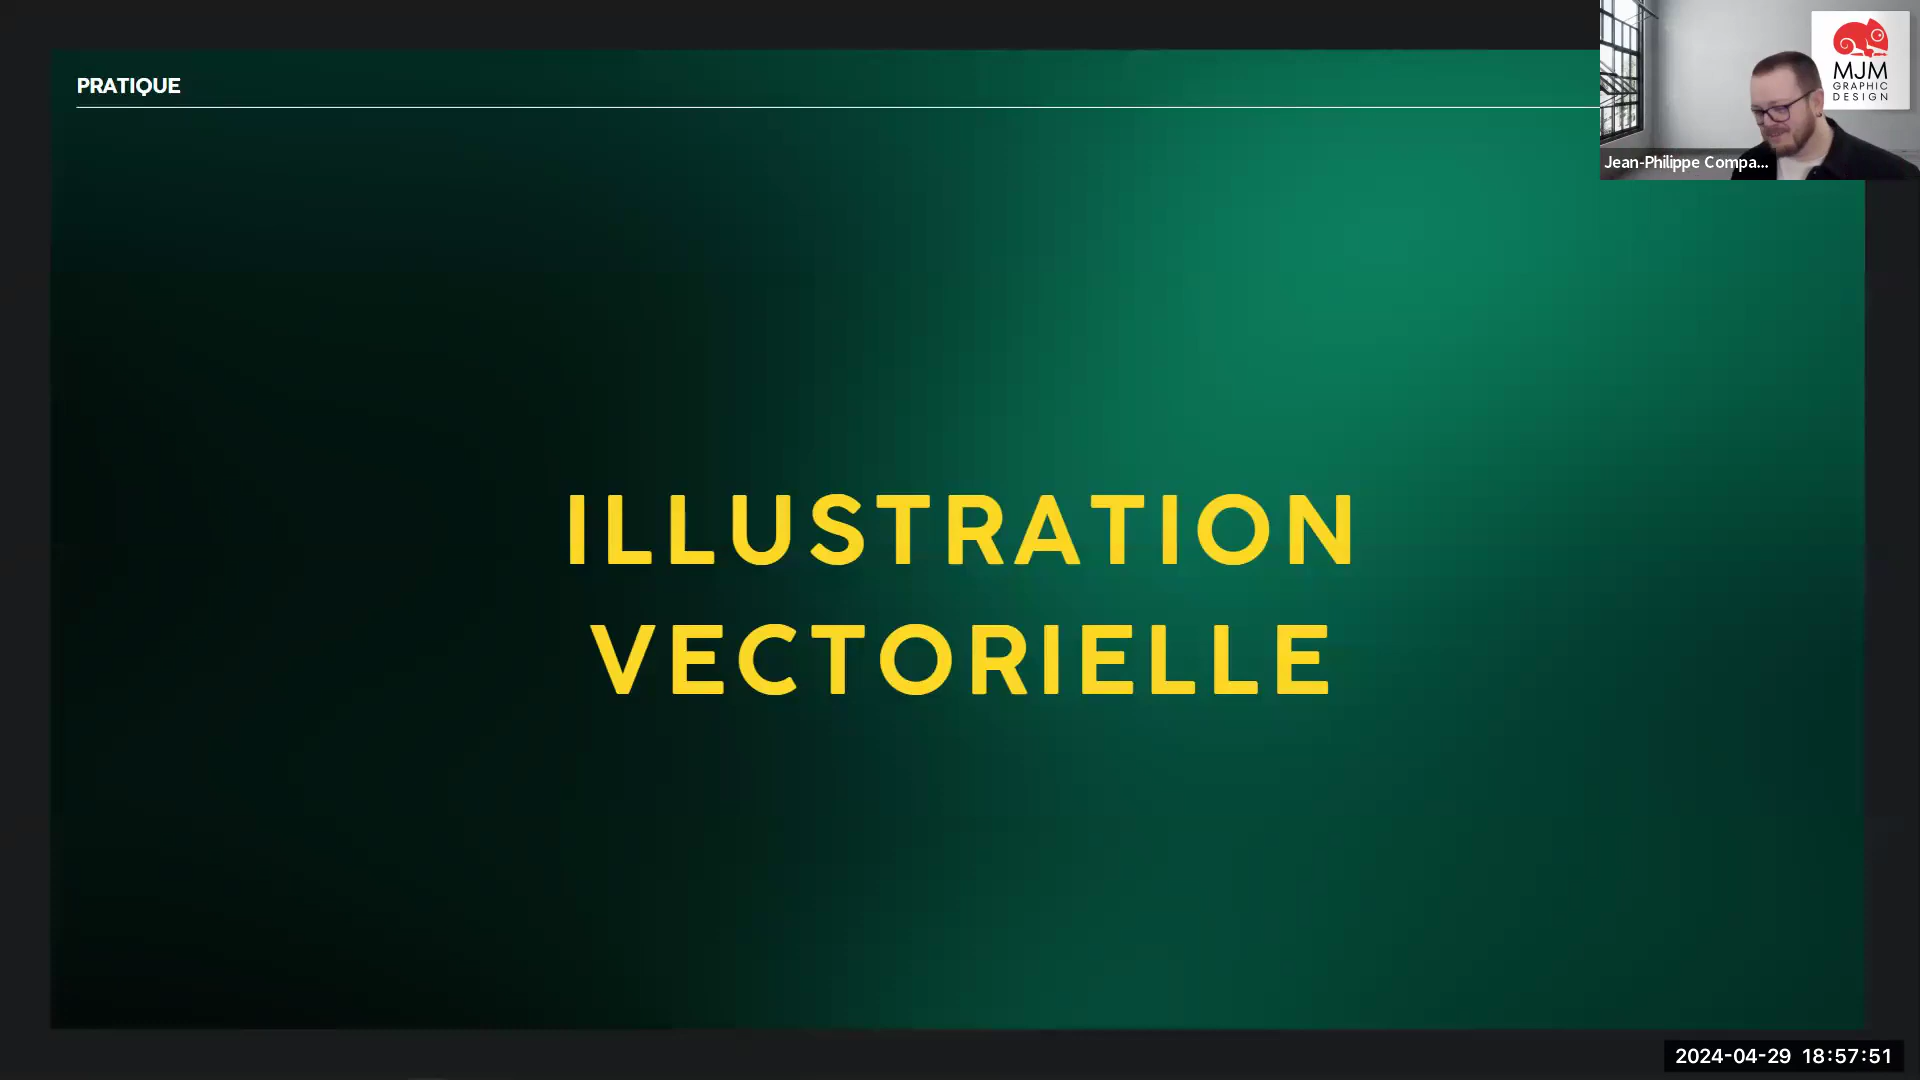 PRATIQUE
MJM
GRAPHIC
DESIGN
Jean-Philippe Compa...
ILLUSTRATION
VECTORIELLE
2024-04-29 18:57:51